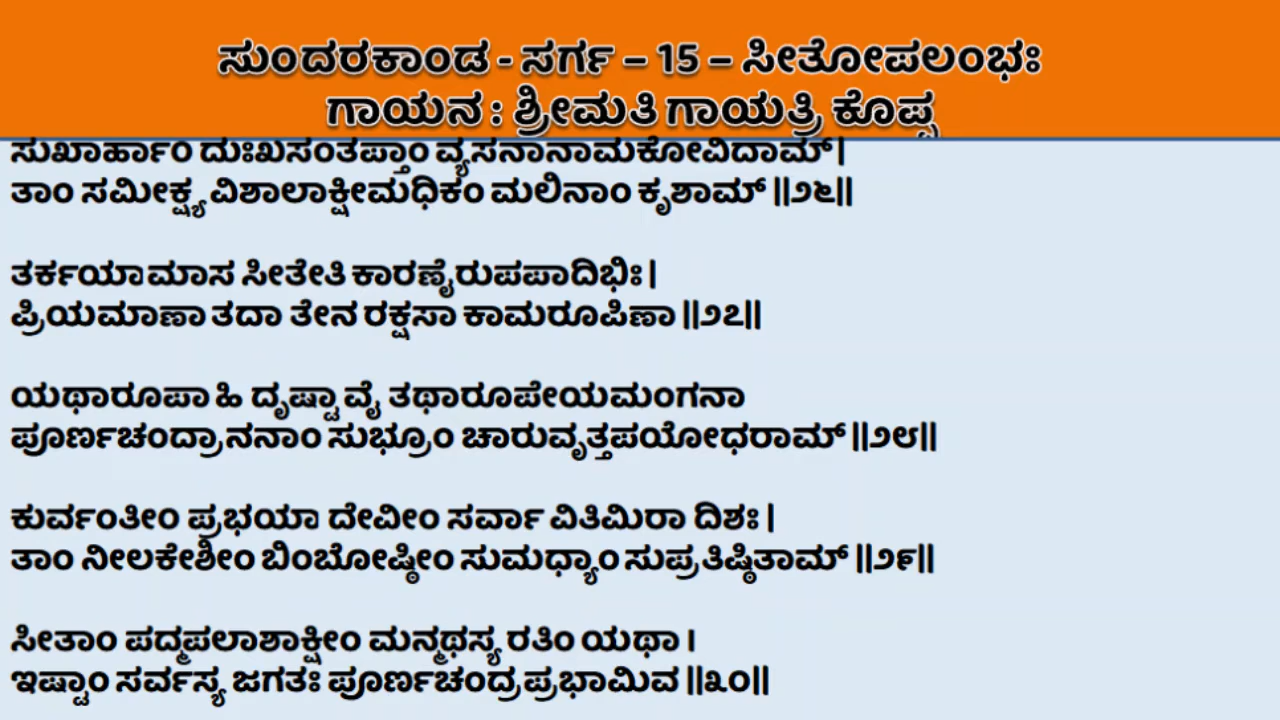 ಸುಂದರಕಾಂಡ - ಸರ್ಗ – 15 – ಸೀತೋಪಲಂಭಃ
ಗಾಯನ : ಶ್ರೀಮತಿ ಗಾಯತ್ರಿ ಕೊಪ್ಪ
ಸುಖಾರ್ಹಾಂ ದುಃಖಸಂತಪ್ತಾಂ ವ್ಯಸನಾನಾಮಕೋವಿದಾಮ್ |
ತಾಂ ಸಮೀಕ್ಷ್ಯ ವಿಶಾಲಾಕ್ಷೀಮಧಿಕಂ ಮಲಿನಾಂ ಕೃಶಾಮ್ ||೨೬||
ತರ್ಕಯಾಮಾಸ ಸೀತೇತಿ ಕಾರಣೈರುಪಪಾದಿಭಿಃ |
ಪ್ರಿಯಮಾಣಾ ತದಾ ತೇನ ರಕ್ಷಸಾ ಕಾಮರೂಪಿಣಾ ||೨೭||
ಯಥಾರೂಪಾ ಹಿ ದೃಷ್ಟಾ ವೈ ತಥಾರೂಪೇಯಮಂಗನಾ
ಪೂರ್ಣಚಂದ್ರಾನನಾಂ ಸುಭ್ರೂಂ ಚಾರುವೃತ್ತಪಯೋಧರಾಮ್ ||೨೮||
ಕುರ್ವಂತೀಂ ಪ್ರಭಯಾ ದೇವೀಂ ಸರ್ವಾ ವಿತಿಮಿರಾ ದಿಶಃ |
ತಾಂ ನೀಲಕೇಶೀಂ ಬಿಂಬೋಷ್ಠೀಂ ಸುಮಧ್ಯಾಂ ಸುಪ್ರತಿಷ್ಠಿತಾಮ್ ||೨೯||
ಸೀತಾಂ ಪದ್ಮಪಲಾಶಾಕ್ಷೀಂ ಮನ್ಮಥಸ್ಯ ರತಿಂ ಯಥಾ ।
ಇಷ್ಟಾಂ ಸರ್ವಸ್ಯ ಜಗತಃ ಪೂರ್ಣಚಂದ್ರಪ್ರಭಾಮಿವ ||೩೦||